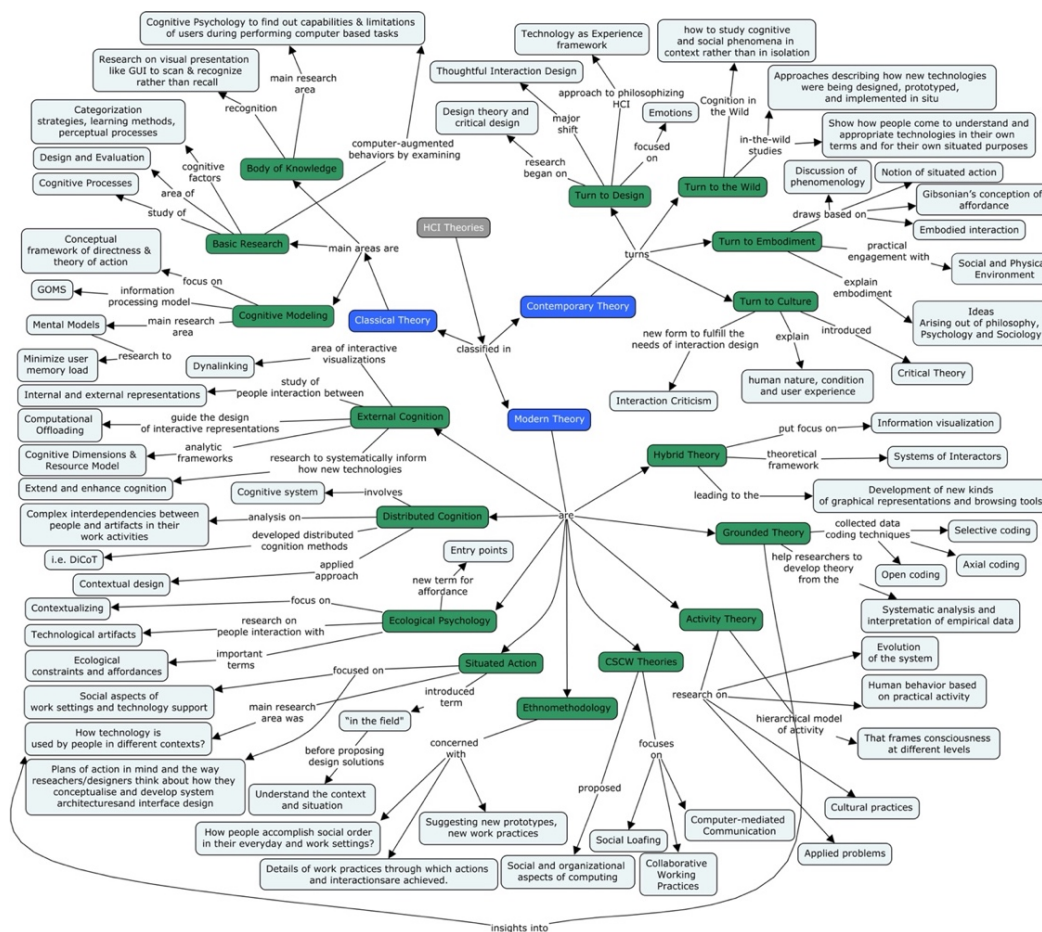 Cognitive Psychology to find out capabilities & limitations
of users during performing computer based tasks
Research on visual presentation
like GUI to scan & recognize
rather than recall
main research
area
recognition
Categorization
strategies, learning methods,
perceptual processes
Design and Evaluation
Cognitive Processes
cognitive
factors
area of
study of
Body of Knowledge
computer-augmented
behaviors by examining
Basic Research
main areas are
Conceptual
framework of directness &
theory of action
focus on
GOMS
information
processing model
Cognitive Modeling
Mental Models
main research
area
research to
Minimize user
memory load
Classical Theory
HCI Theories
classified in
Contemporary Theory
Modern Theory
Technology as Experience
framework
Thoughtful Interaction Design
approach to philosophizing
HCI
major
shift
Design theory and
critical design
research
began on
Emotions
focused
on
Turn to Design
how to study cognitive
and social phenomena in
context rather than in isolation
Cognition in
the Wild
Approaches describing how new technologies
were being designed, prototyped,
and implemented in situ
in-the-wild
studies
Show how people come to understand and
appropriate technologies in their own
terms and for their own situated purposes
Turn to the Wild
Discussion of
phenomenology
Notion of situated action
Gibsonian's conception of
affordance
draws based on
Embodied interaction
Turn to Embodiment
turns
practical
engagement with
Social and Physical
Environment
explain
embodiment
Ideas
Arising out of philosophy,
Psychology and Sociology
Turn to Culture
new form to fulfill the
needs of interaction design
explain
introduced
Interaction Criticism
human nature, condition
and user experience
Critical Theory
area of interactive
visualizations
Dynalinking
study of
people interaction between
Internal and external representations
External Cognition
Computational
Offloading
guide the design
of interactive representations
analytic
frameworks
Cognitive Dimensions &
Resource Model
research to systematically inform
how new technologies
Extend and enhance cognition
Cognitive system
involves
Distributed Cognition
Complex interdependencies between
people and artifacts in their
work activities
analysis on
developed distributed
cognition methods
i.e. DiCoT
applied
approach
Contextual design
Entry points
new term for
affordance
are
Contextualizing
focus on
Ecological Psychology
Technological artifacts
research on
people interaction with
important
terms
Ecological
constraints and affordances
Situated Action
focused on
Social aspects of
work settings and technology support
main research
area was
introduced
term
How technology is
used by people in different contexts?
"in the field"
before proposing
design solutions
Plans of action in mind and the way
reseachers/designers think about how they
conceptualise and develop system
architecturesand interface design
Understand the context
and situation
Ethnomethodology
concerned
with
How people accomplish social order
in their everyday and work settings?
Suggesting new prototypes,
new work practices
Details of work practices through which actions
and interactionsare achieved.
CSCW Theories
focuses
on
proposed
Social and organizational
aspects of computing
Social Loafing
Collaborative
Working
Practices
Computer-mediated
Communication
Hybrid Theory
put focus on
Information visualization
theoretical
framework
Systems of Interactors
leading to the
Development of new kinds
of graphical representations and browsing tools
Grounded Theory
collected data
coding techniques
Selective coding
Axial coding
Open coding
help researchers to
develop theory
from the
Systematic analysis and
interpretation of empirical data
Activity Theory
research on
Evolution
of the system
Human behavior based
on practical activity
hierarchical model
of activity
That frames consciousness
at different levels
Cultural practices
Applied problems
insights into